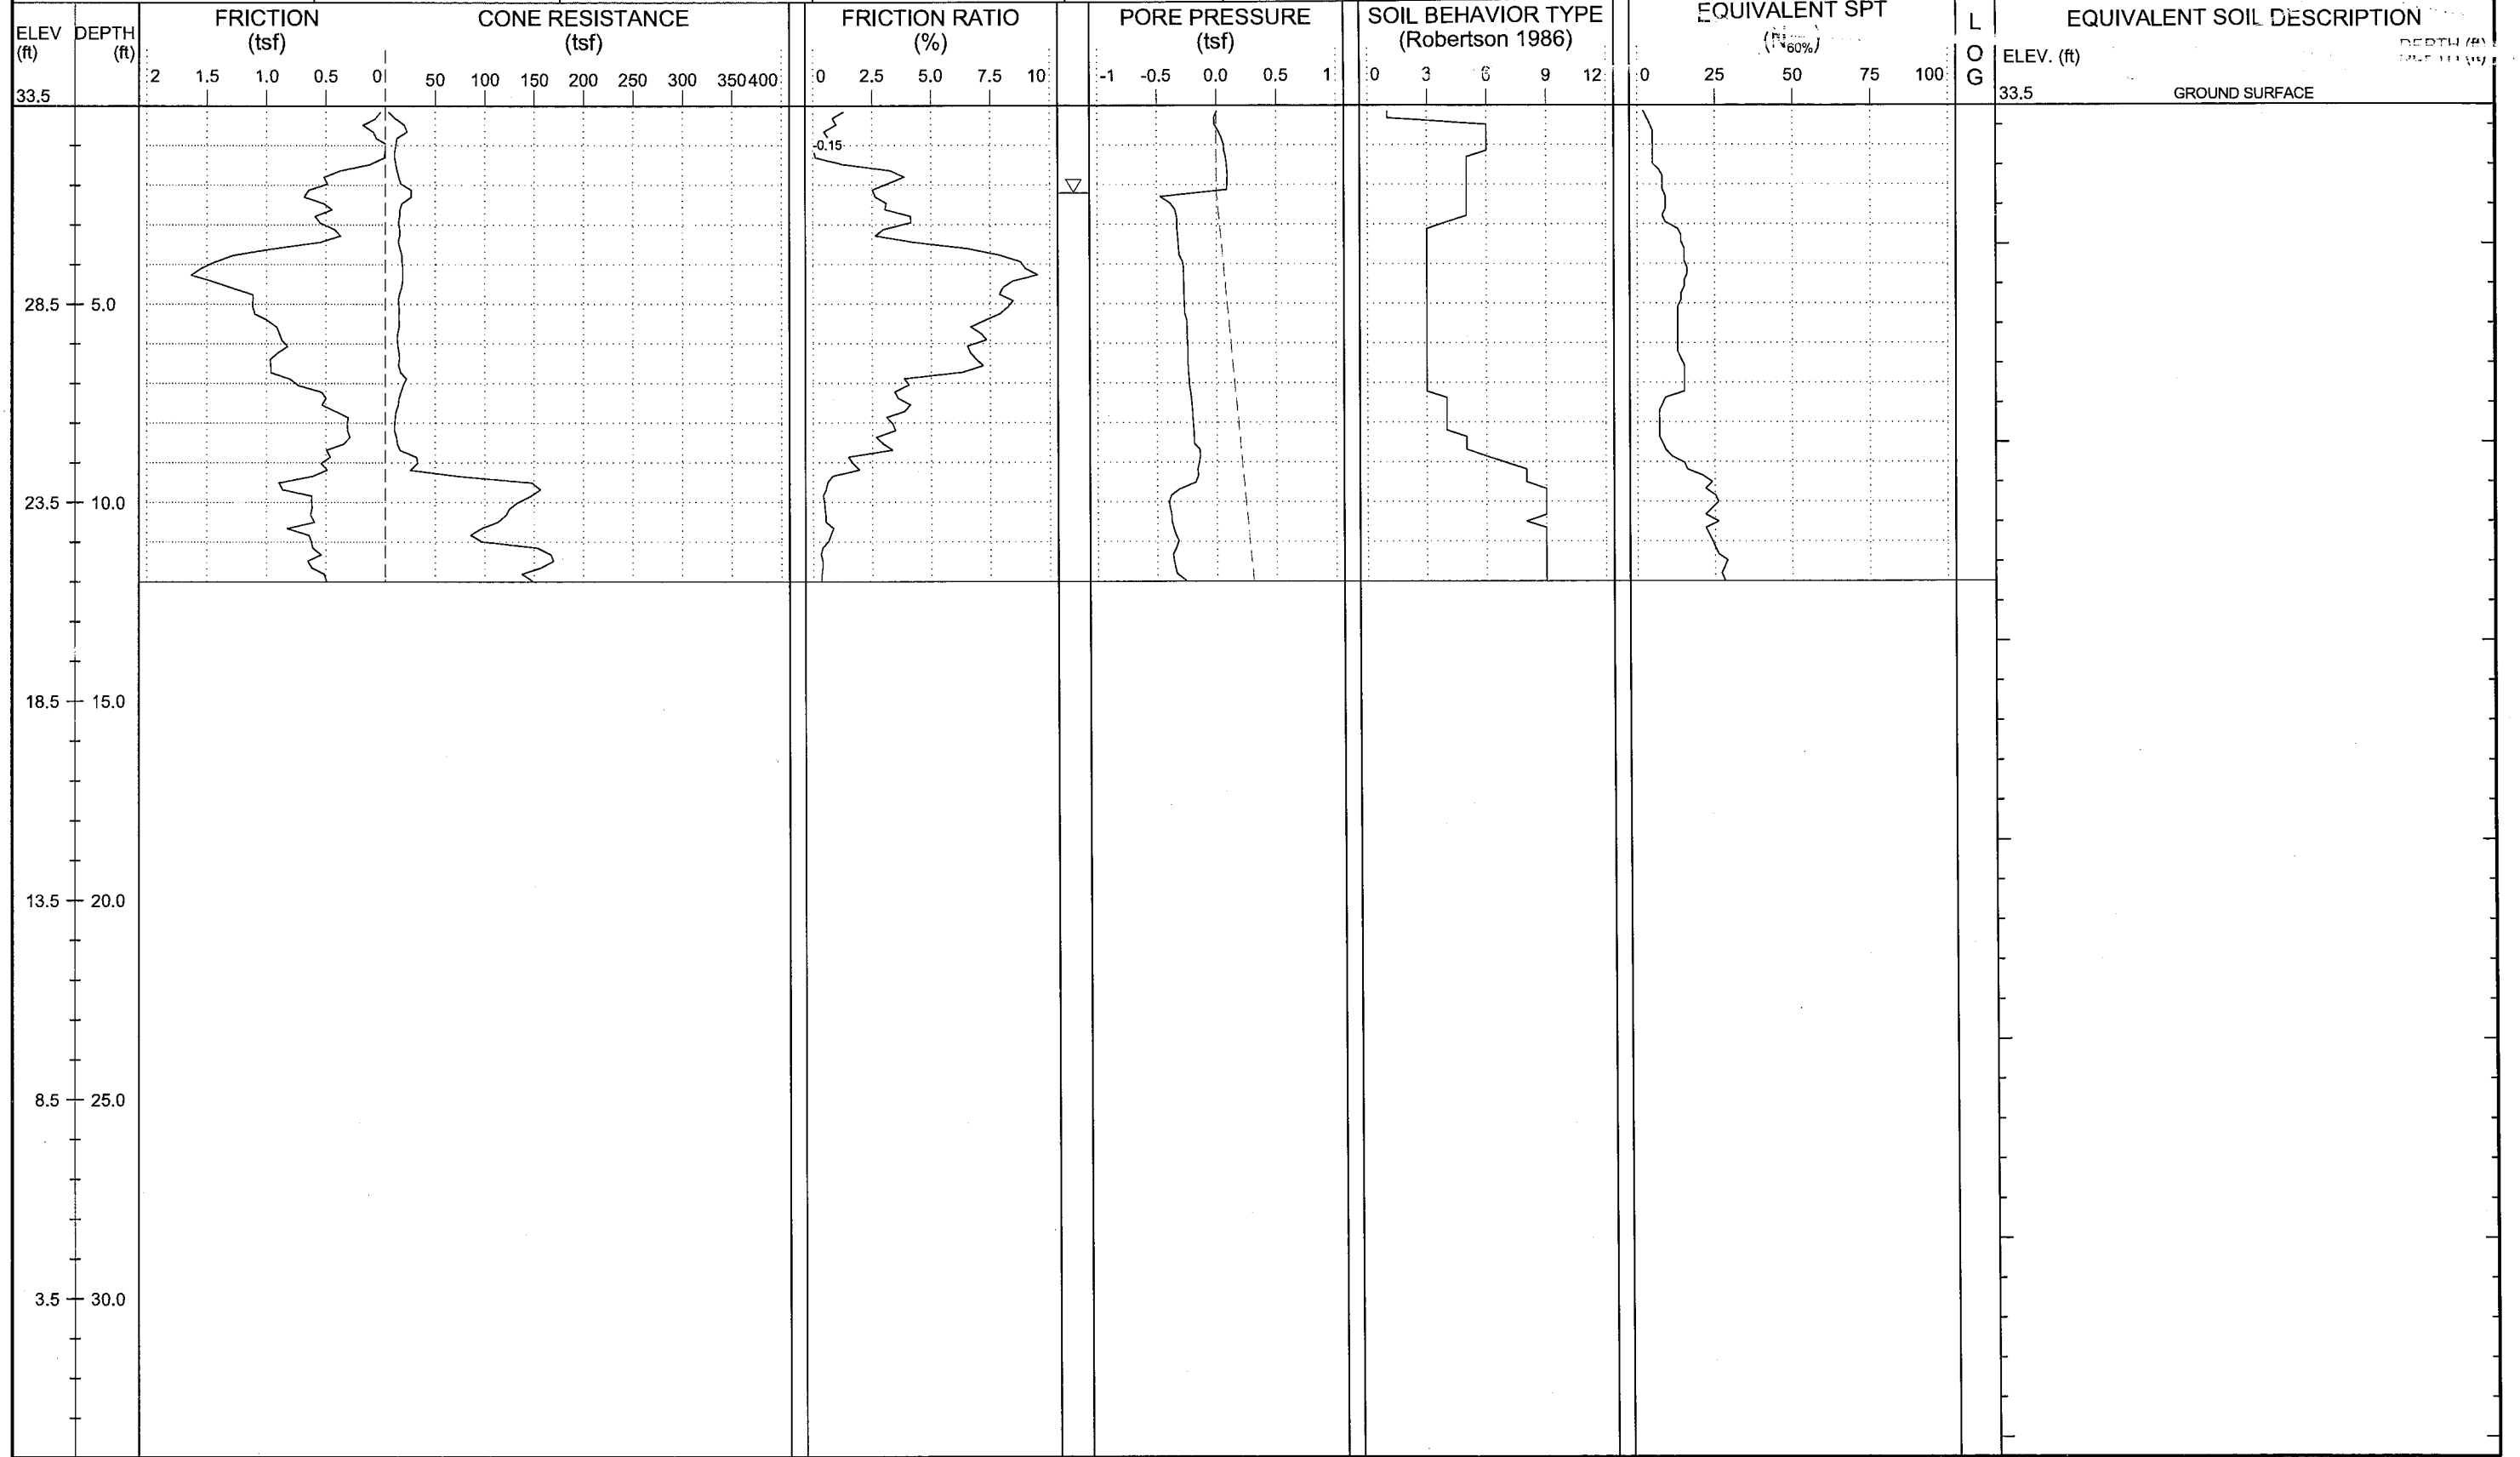 FRICTION CONE RESISTANCE FRICTION RATIO PORE PRESSURE SOIL BEHAVIOR TYPE EQUIVALENT SPT L EQUIVALENT SOIL DESCRIPTION
ELEV DEPTH (tsf) (tsf) (%) (tsf) (Robertson 1986) (N60%) O DEPTH (ft)
(ft) (ft) ELEV. (ft)
2 1.5 1.0 0.5 0 50 100 150 200 250 300 350 400 0 2.5 5.0 7.5 10 -1 -0.5 0.0 0.5 1 0 3 6 9 12 0 25 50 75 100 G
33.5 33.5 GROUND SURFACE
-0.15
28.5 5.0
23.5 10.0
18.5 15.0
13.5 20.0
8.5 25.0
3.5 30.0